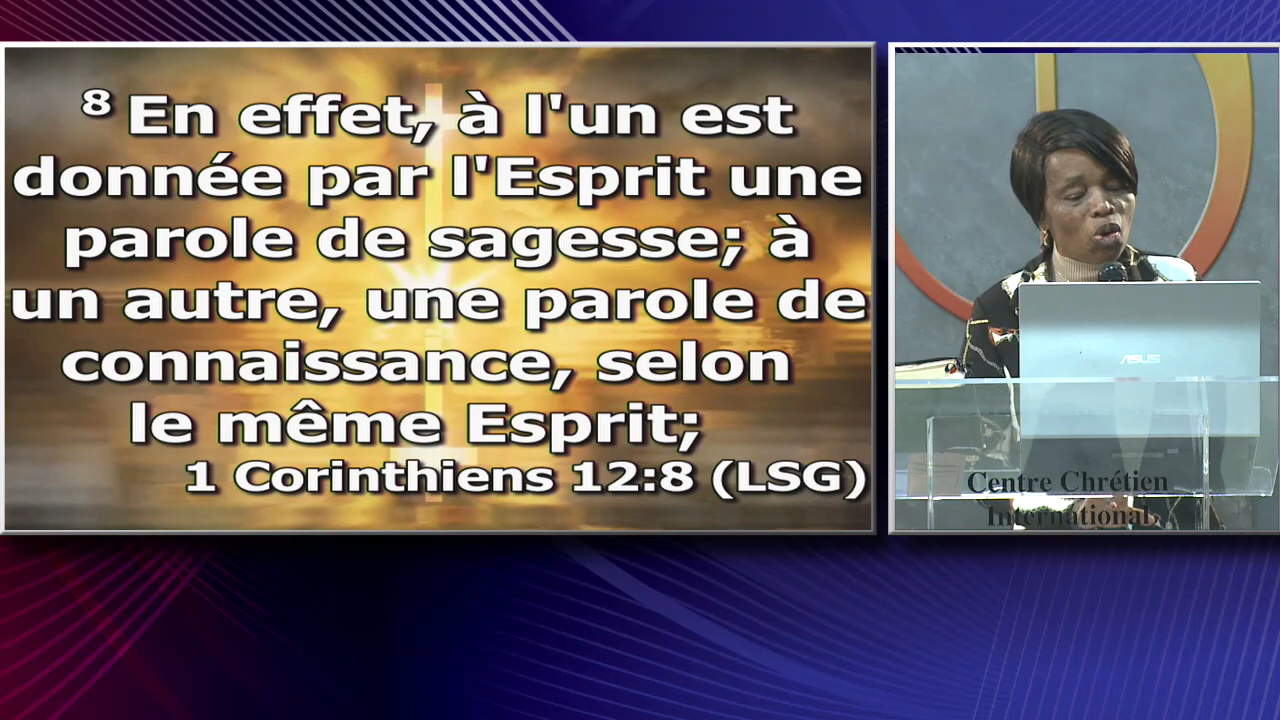 8 En effet, à l'un est
donnée par l'Esprit une
parole de sagesse; à
un autre, une parole de
connaissance, selon
le même Esprit;
1 Corinthiens 12:8 (LSG)
ASUS
Centre Chrétien
International